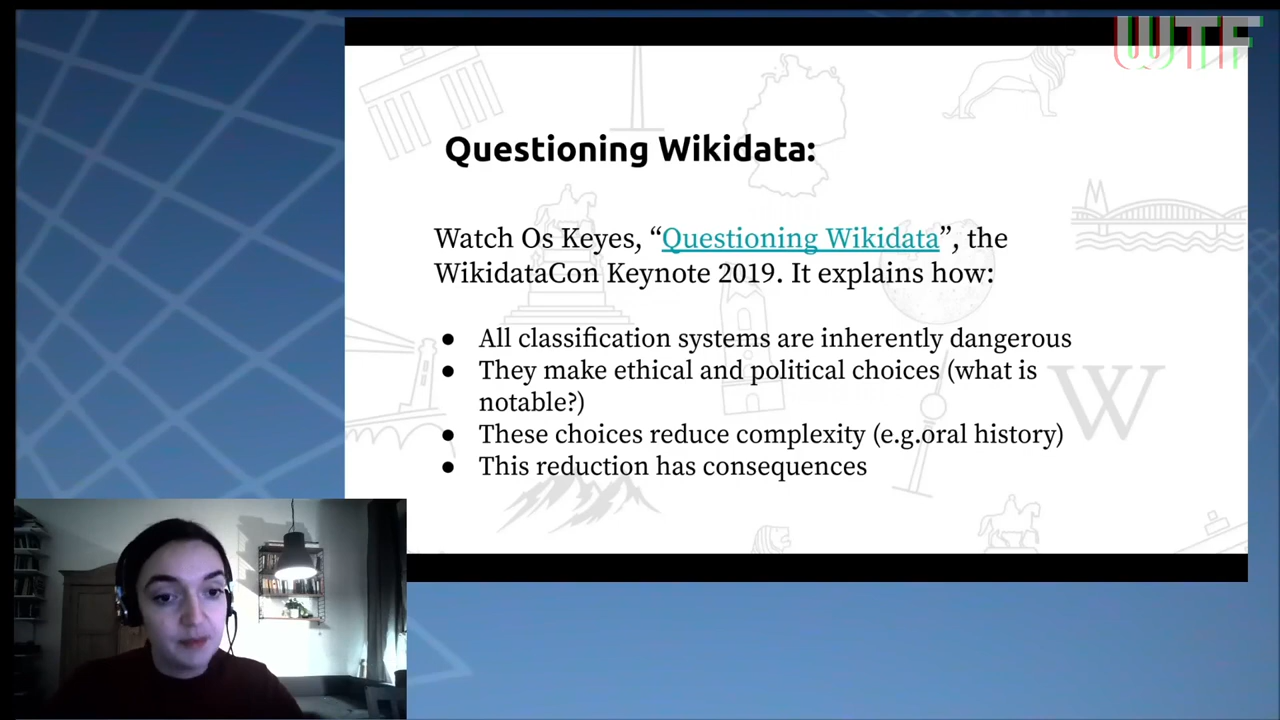 WTF
Questioning Wikidata:
Watch Os Keyes, “Questioning Wikidata”, the
WikidataCon Keynote 2019. It explains how:
● All classification systems are inherently dangerous
● They make ethical and political choices (what is
notable?)
● These choices reduce complexity (e.g.oral history)
● This reduction has consequences
W